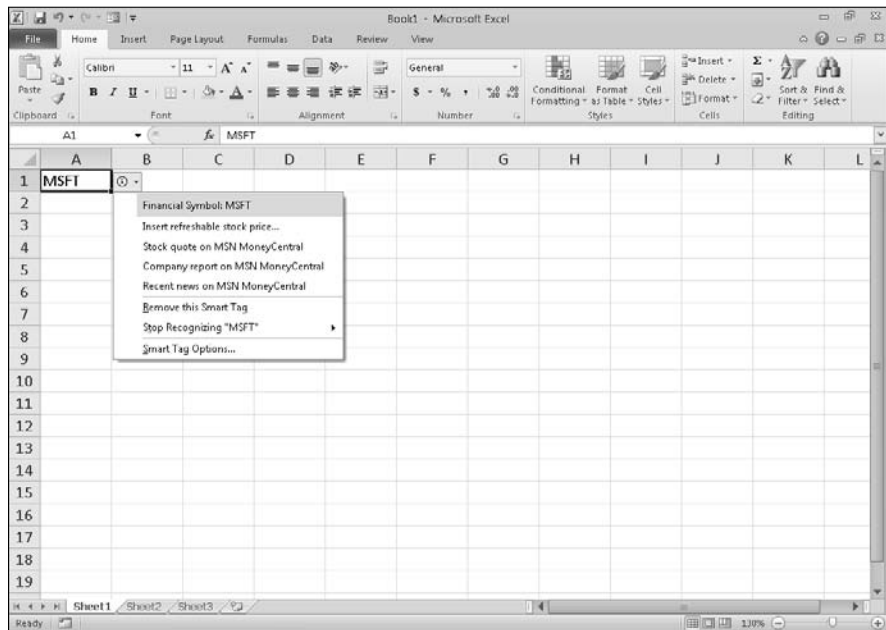 Book1 - Microsoft Excel
File Home Insert Page Layout Formulas Data Review View
Paste
Calibri 11 A A
General
Insert
B I U A
$ % ,
Conditional Formatting Format as Table Cell Styles
Delete
Format
Sort & Filter Find & Select
Clipboard Font Alignment Number Styles Cells Editing
A1 fx MSFT
A B C D E F G H I J K L
1 MSFT
2 Financial Symbol: MSFT
3 Insert refreshable stock price...
4 Stock quote on MSN MoneyCentral
5 Company report on MSN MoneyCentral
6 Recent news on MSN MoneyCentral
7 Remove this Smart Tag
8 Stop Recognizing "MSFT"
9 Smart Tag Options...
10
11
12
13
14
15
16
17
18
19
Sheet1 Sheet2 Sheet3
Ready 130%